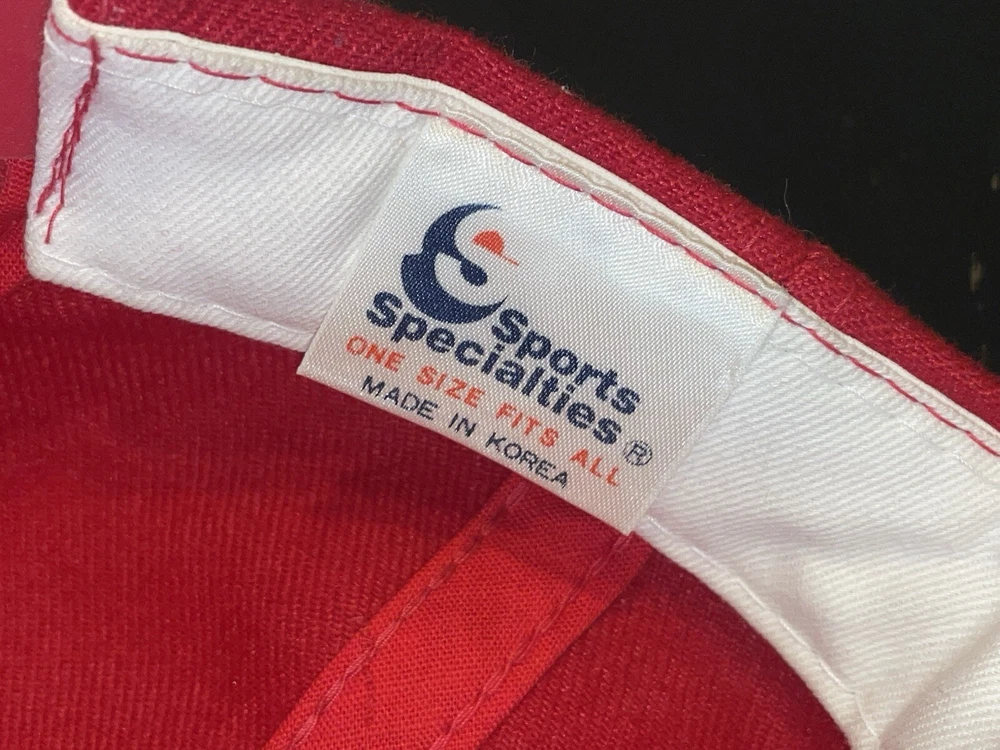 Sports
Specialties®
ONE SIZE FITS ALL
MADE IN KOREA